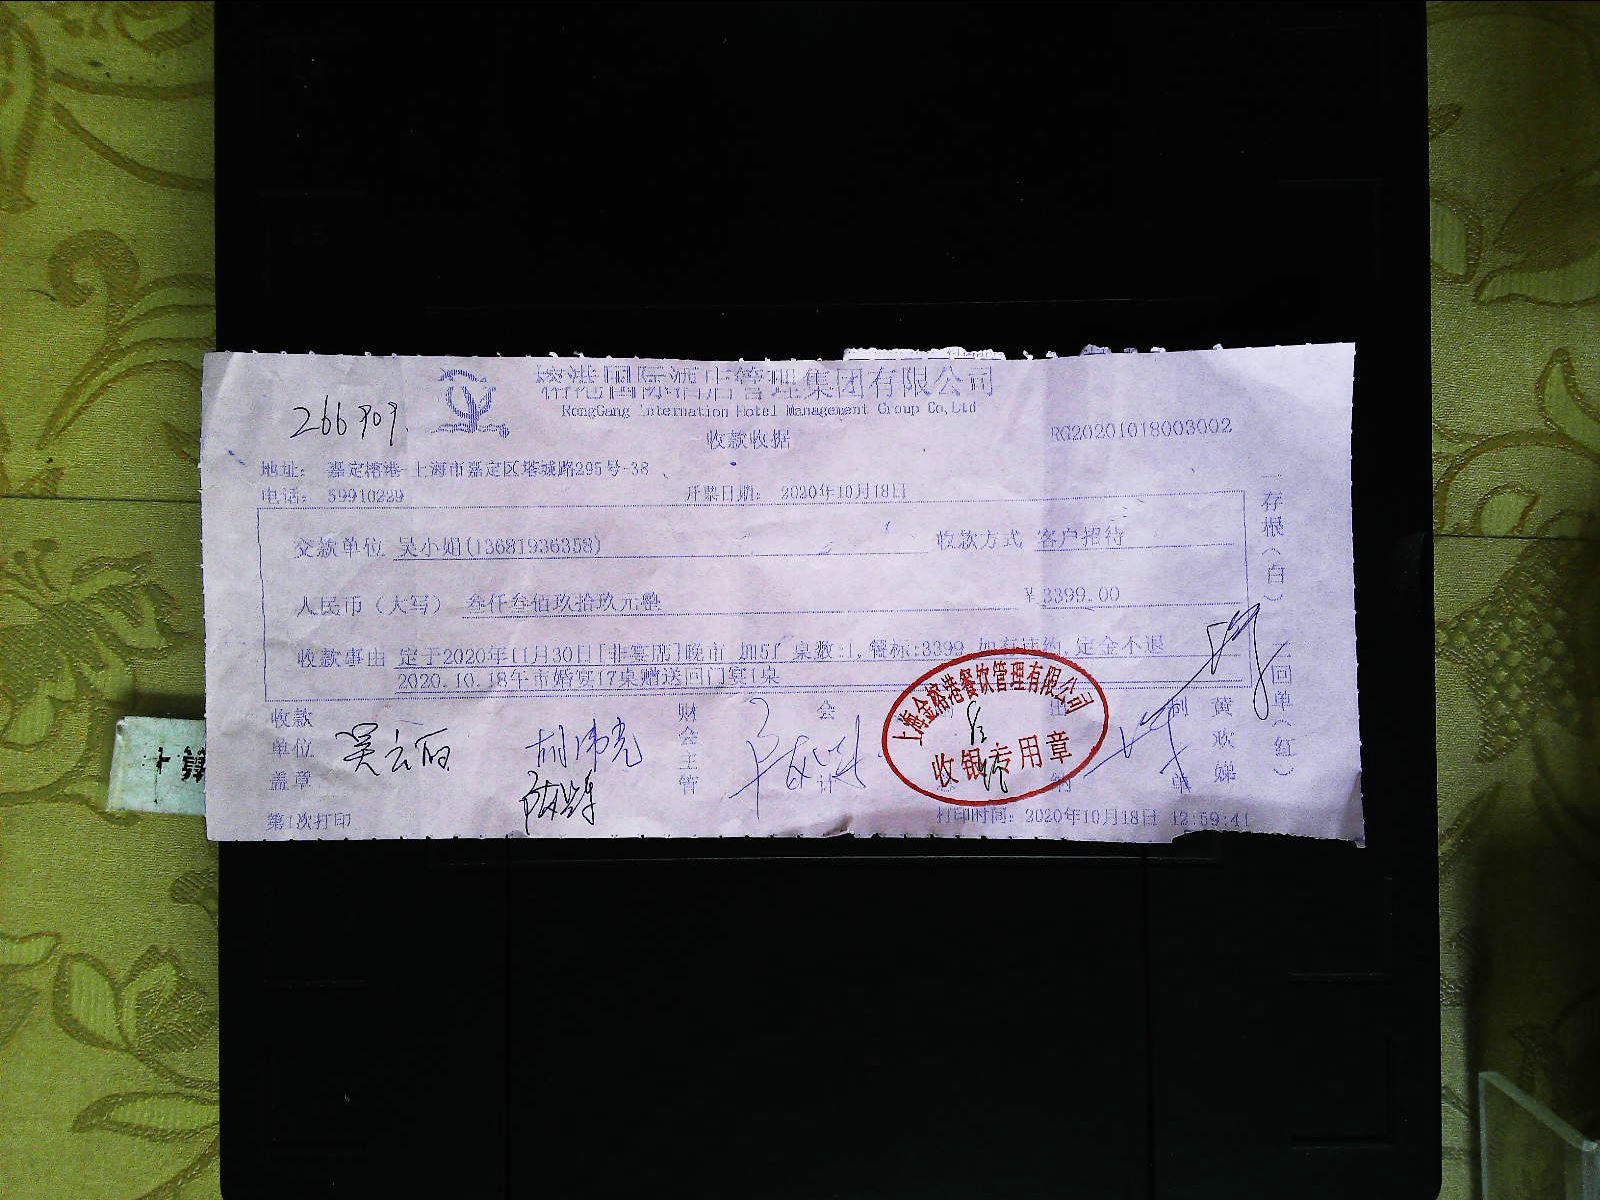 榕港国际酒店管理集团有限公司
RongGang International Hotel Management Group Co,Ltd
266909.
收款收据
RG20201018003002
地址： 嘉定榕港-上海市嘉定区塔城路295号-38
电话： 59910229
开票日期： 2020年10月18日
交款单位 吴小姐(13681936358)
收款方式 客户招待
人民币（大写） 叁仟叁佰玖拾玖元整
￥3399.00
收款事由 定于2020年11月30日[非宴席]晚市 加51 桌数:1,餐标:3399 如有违约,定金不退
2020.10.18午市婚宴17桌赠送回门宴1桌
一存根（白） 二回单（红）
收款单位盖章
财会主管
会计
制单
黄欢娣
上海金榕港餐饮管理有限公司
收银专用章
第1次打印
打印时间：2020年10月18日 12:59:41